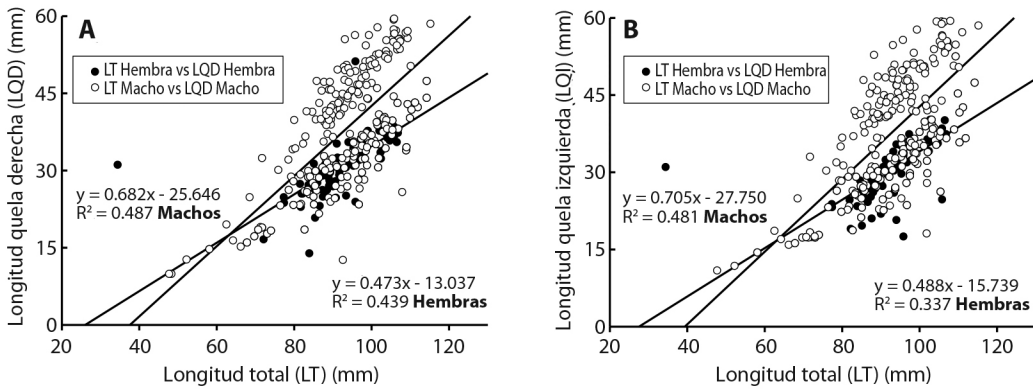 A
Longitud quela derecha (LQD) (mm)
60
45
30
15
0
LT Hembra vs LQD Hembra
LT Macho vs LQD Macho
y = 0.682x - 25.646
R² = 0.487 Machos
y = 0.473x - 13.037
R² = 0.439 Hembras
20 40 60 80 100 120
Longitud total (LT) (mm)
B
Longitud quela izquierda (LQI) (mm)
60
45
30
15
0
LT Hembra vs LQD Hembra
LT Macho vs LQD Macho
y = 0.705x - 27.750
R² = 0.481 Machos
y = 0.488x - 15.739
R² = 0.337 Hembras
20 40 60 80 100 120
Longitud total (LT) (mm)